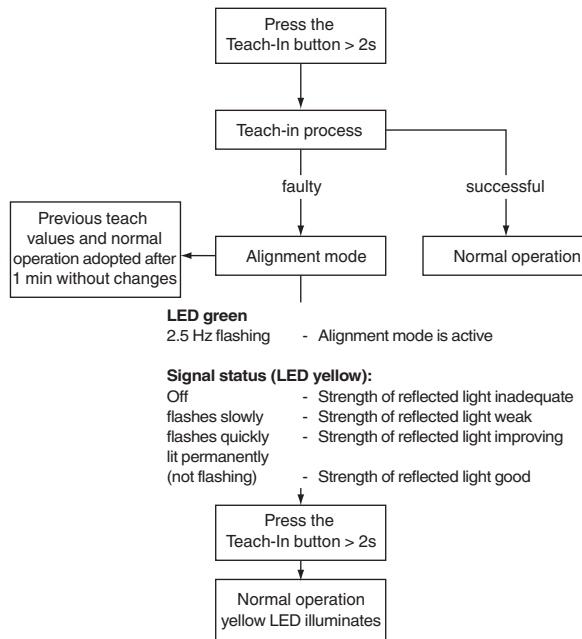 Press the
Teach-In button > 2s
Teach-in process
faulty
successful
Previous teach
values and normal
operation adopted after
1 min without changes
Alignment mode
Normal operation
LED green
2.5 Hz flashing - Alignment mode is active
Signal status (LED yellow):
Off - Strength of reflected light inadequate
flashes slowly - Strength of reflected light weak
flashes quickly - Strength of reflected light improving
lit permanently
(not flashing) - Strength of reflected light good
Press the
Teach-In button > 2s
Normal operation
yellow LED illuminates